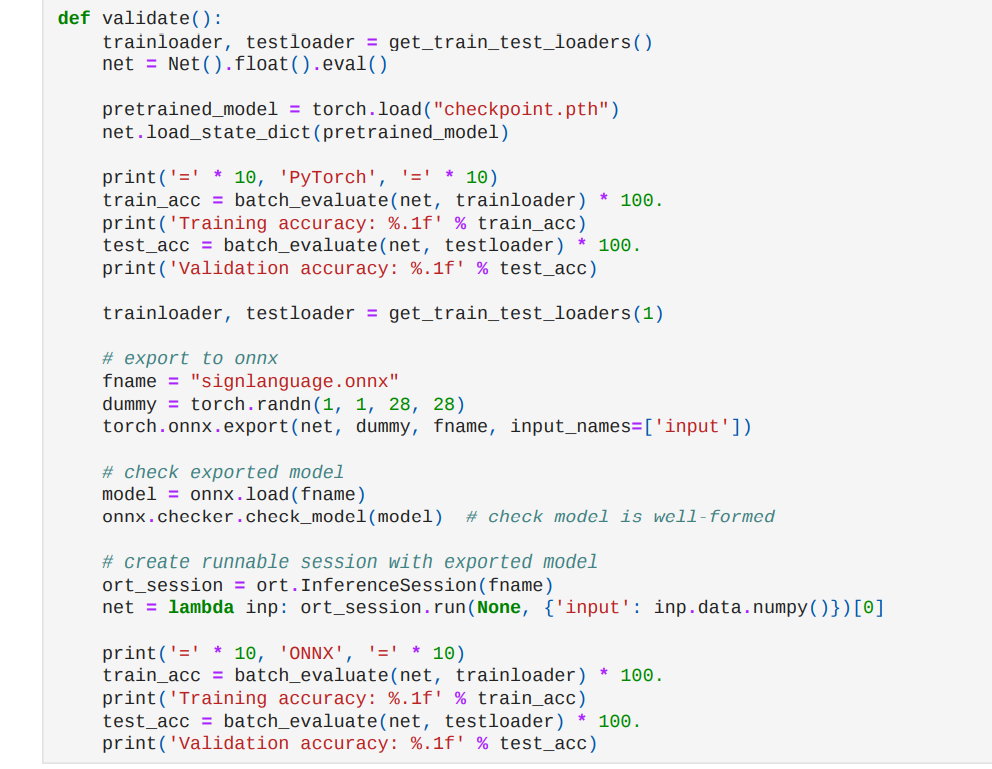 def validate():
    trainloader, testloader = get_train_test_loaders()
    net = Net().float().eval()

    pretrained_model = torch.load("checkpoint.pth")
    net.load_state_dict(pretrained_model)

    print('=' * 10, 'PyTorch', '=' * 10)
    train_acc = batch_evaluate(net, trainloader) * 100.
    print('Training accuracy: %.1f' % train_acc)
    test_acc = batch_evaluate(net, testloader) * 100.
    print('Validation accuracy: %.1f' % test_acc)

    trainloader, testloader = get_train_test_loaders(1)

    # export to onnx
    fname = "signlanguage.onnx"
    dummy = torch.randn(1, 1, 28, 28)
    torch.onnx.export(net, dummy, fname, input_names=['input'])

    # check exported model
    model = onnx.load(fname)
    onnx.checker.check_model(model)  # check model is well-formed

    # create runnable session with exported model
    ort_session = ort.InferenceSession(fname)
    net = lambda inp: ort_session.run(None, {'input': inp.data.numpy()})[0]

    print('=' * 10, 'ONNX', '=' * 10)
    train_acc = batch_evaluate(net, trainloader) * 100.
    print('Training accuracy: %.1f' % train_acc)
    test_acc = batch_evaluate(net, testloader) * 100.
    print('Validation accuracy: %.1f' % test_acc)